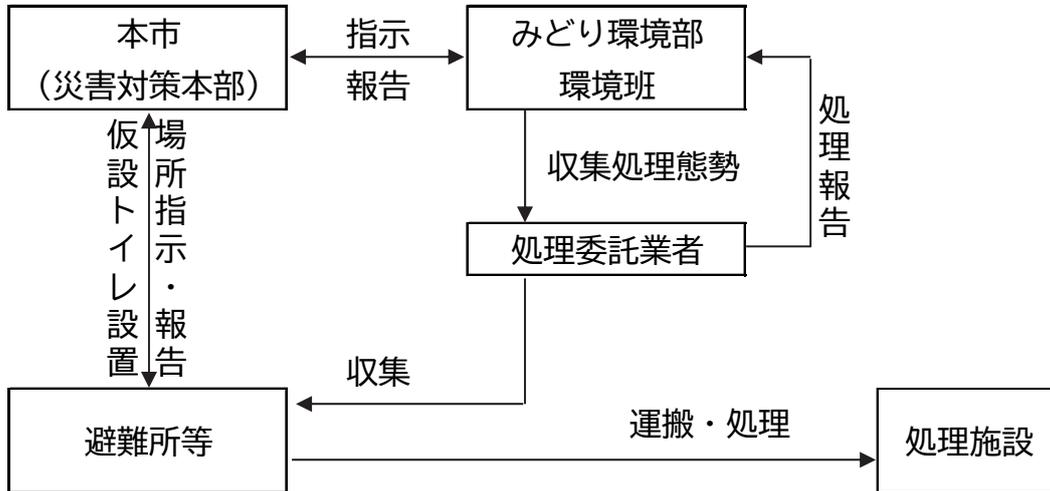 本市
（災害対策本部）
指示
報告
みどり環境部
環境班
処理報告
収集処理態勢
処理委託業者
場所指示・報告
仮設トイレ設置
収集
避難所等
運搬・処理
処理施設